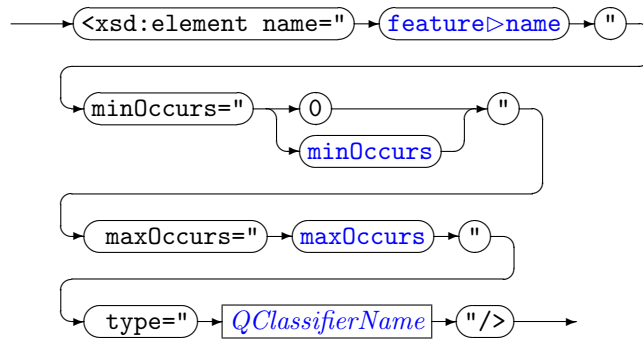 <xsd:element name=" feature▷name "
minOccurs=" 0 "
minOccurs
maxOccurs=" maxOccurs "
type=" QClassifierName "/>